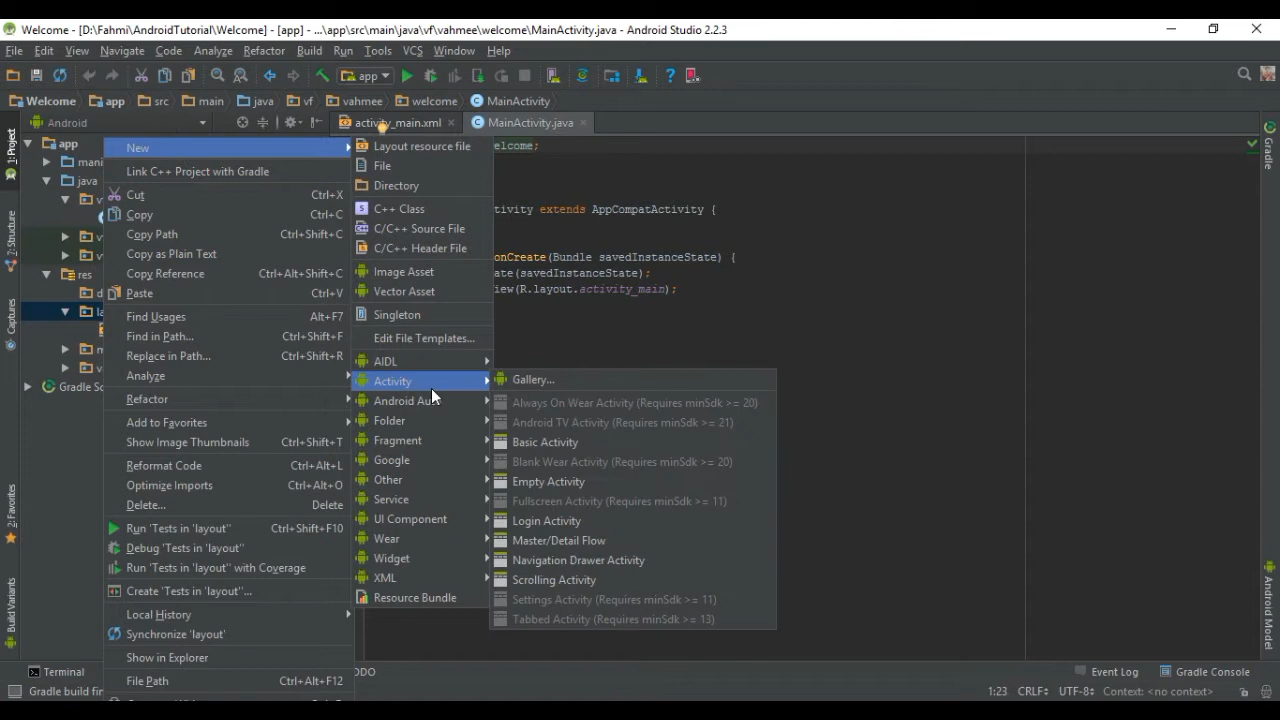 Welcome - [D:\Fahmi\AndroidTutorial\Welcome] - [app] - ...\app\src\main\java\vf\vahmee\welcome\MainActivity.java - Android Studio 2.2.3
File Edit View Navigate Code Analyze Refactor Build Run Tools VCS Window Help
app
Welcome app src main java vf vahmee welcome MainActivity
Android
activity_main.xml
MainActivity.java
1: Project
2: Structure
Captures
2: Favorites
Build Variants
app
mani
java
v
v
v
res
d
la
m
v
Gradle Sc
New
Link C++ Project with Gradle
Cut Ctrl+X
Copy Ctrl+C
Copy Path Ctrl+Shift+C
Copy as Plain Text
Copy Reference Ctrl+Alt+Shift+C
Paste Ctrl+V
Find Usages Alt+F7
Find in Path... Ctrl+Shift+F
Replace in Path... Ctrl+Shift+R
Analyze
Refactor
Add to Favorites
Show Image Thumbnails Ctrl+Shift+T
Reformat Code Ctrl+Alt+L
Optimize Imports Ctrl+Alt+O
Delete... Delete
Run 'Tests in 'layout'' Ctrl+Shift+F10
Debug 'Tests in 'layout''
Run 'Tests in 'layout'' with Coverage
Create 'Tests in 'layout''...
Local History
Synchronize 'layout'
Show in Explorer
File Path Ctrl+Alt+F12
Layout resource file
File
Directory
C++ Class
C/C++ Source File
C/C++ Header File
Image Asset
Vector Asset
Singleton
Edit File Templates...
AIDL
Activity
Android Au
Folder
Fragment
Google
Other
Service
UI Component
Wear
Widget
XML
Resource Bundle
Gallery...
Always On Wear Activity (Requires minSdk >= 20)
Android TV Activity (Requires minSdk >= 21)
Basic Activity
Blank Wear Activity (Requires minSdk >= 20)
Empty Activity
Fullscreen Activity (Requires minSdk >= 11)
Login Activity
Master/Detail Flow
Navigation Drawer Activity
Scrolling Activity
Settings Activity (Requires minSdk >= 11)
Tabbed Activity (Requires minSdk >= 13)
elcome;
tivity extends AppCompatActivity {
onCreate(Bundle savedInstanceState) {
ate(savedInstanceState);
view(R.layout.activity_main);
Gradle
Android Model
Terminal
ODO
Event Log
Gradle Console
Gradle build fin
1:23 CRLF UTF-8 Context: <no context>